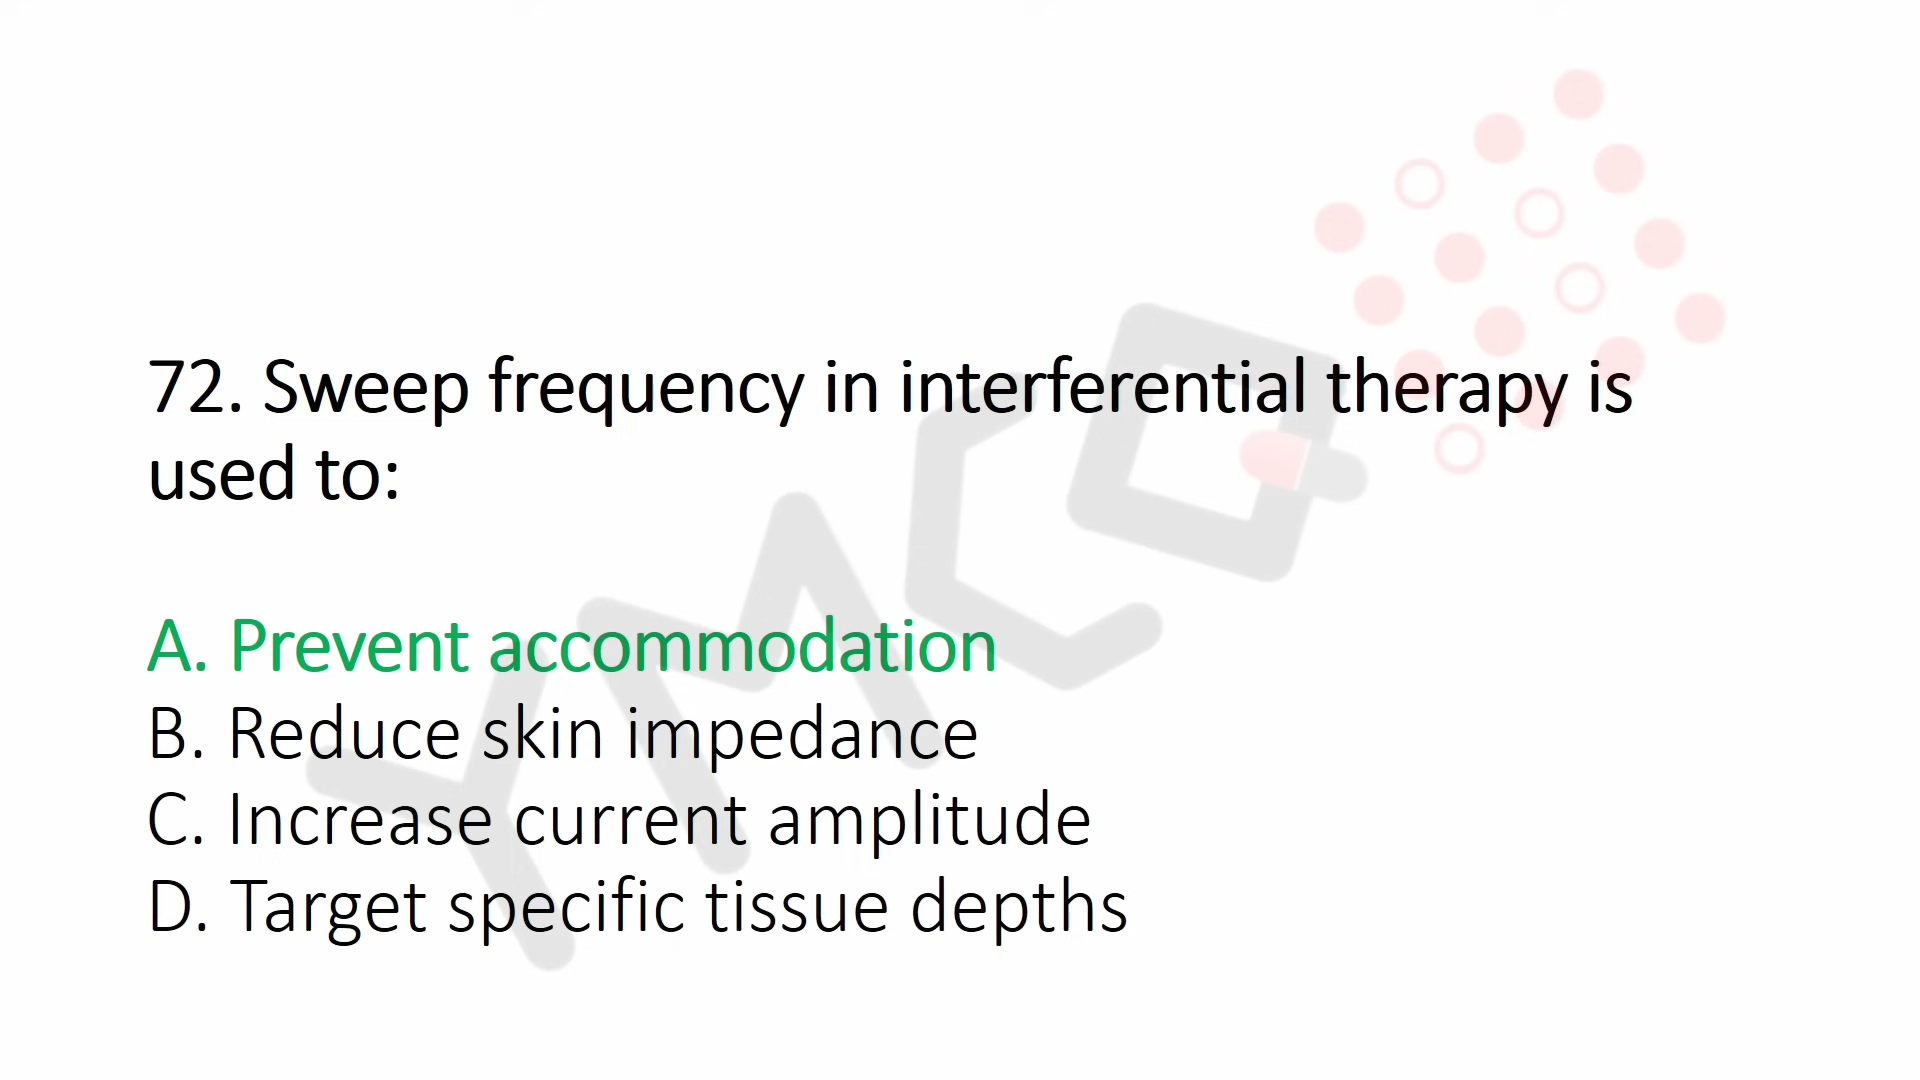 72. Sweep frequency in interferential therapy is
used to:
A. Prevent accommodation
B. Reduce skin impedance
C. Increase current amplitude
D. Target specific tissue depths
YMCQ